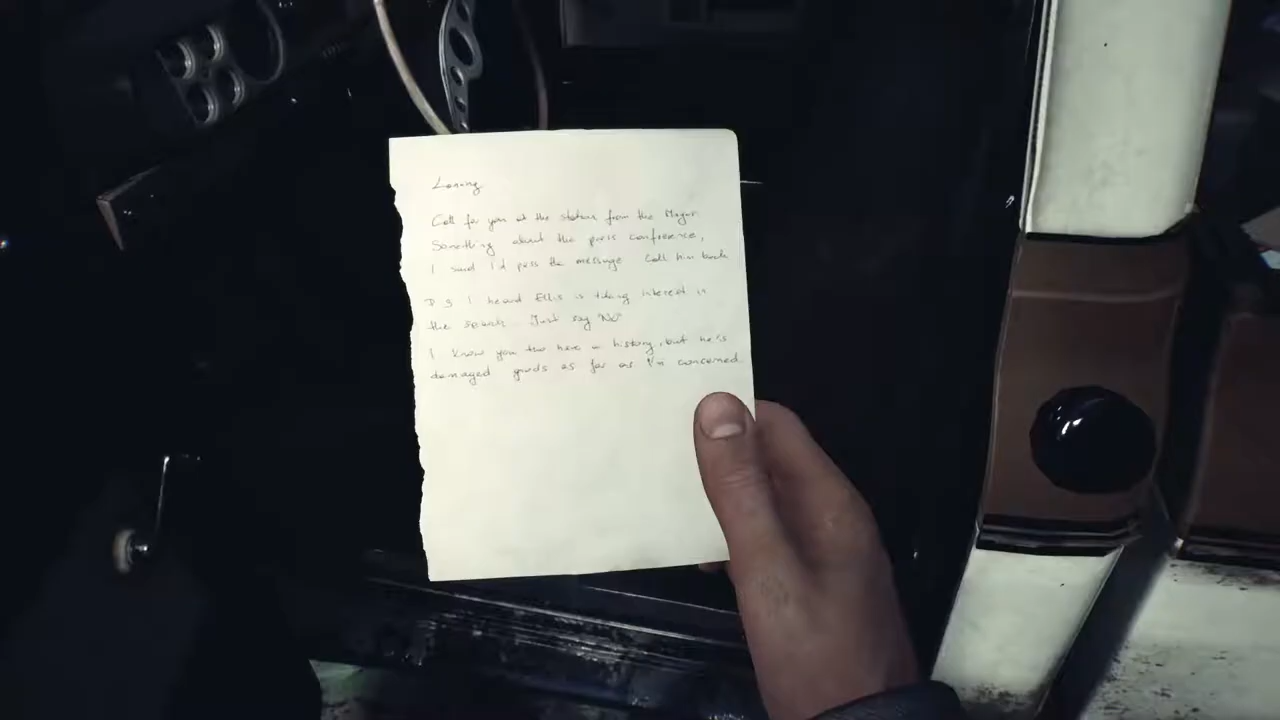 Lanning
Call for you at the station from the Mayor.
Something about the press conference,
I said I'd pass the message. Call him back
P.S I heard Ellis is taking interest in
the search. Just say "No"
I know you two have a history, but he's
damaged goods as far as I'm concerned.